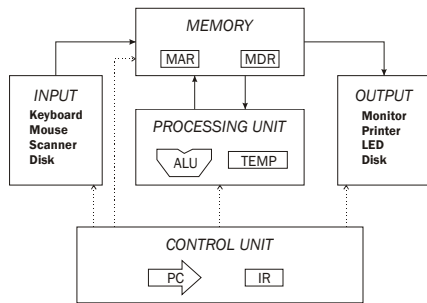 MEMORY
MAR
MDR
INPUT
Keyboard
Mouse
Scanner
Disk
PROCESSING UNIT
ALU
TEMP
OUTPUT
Monitor
Printer
LED
Disk
CONTROL UNIT
PC
IR